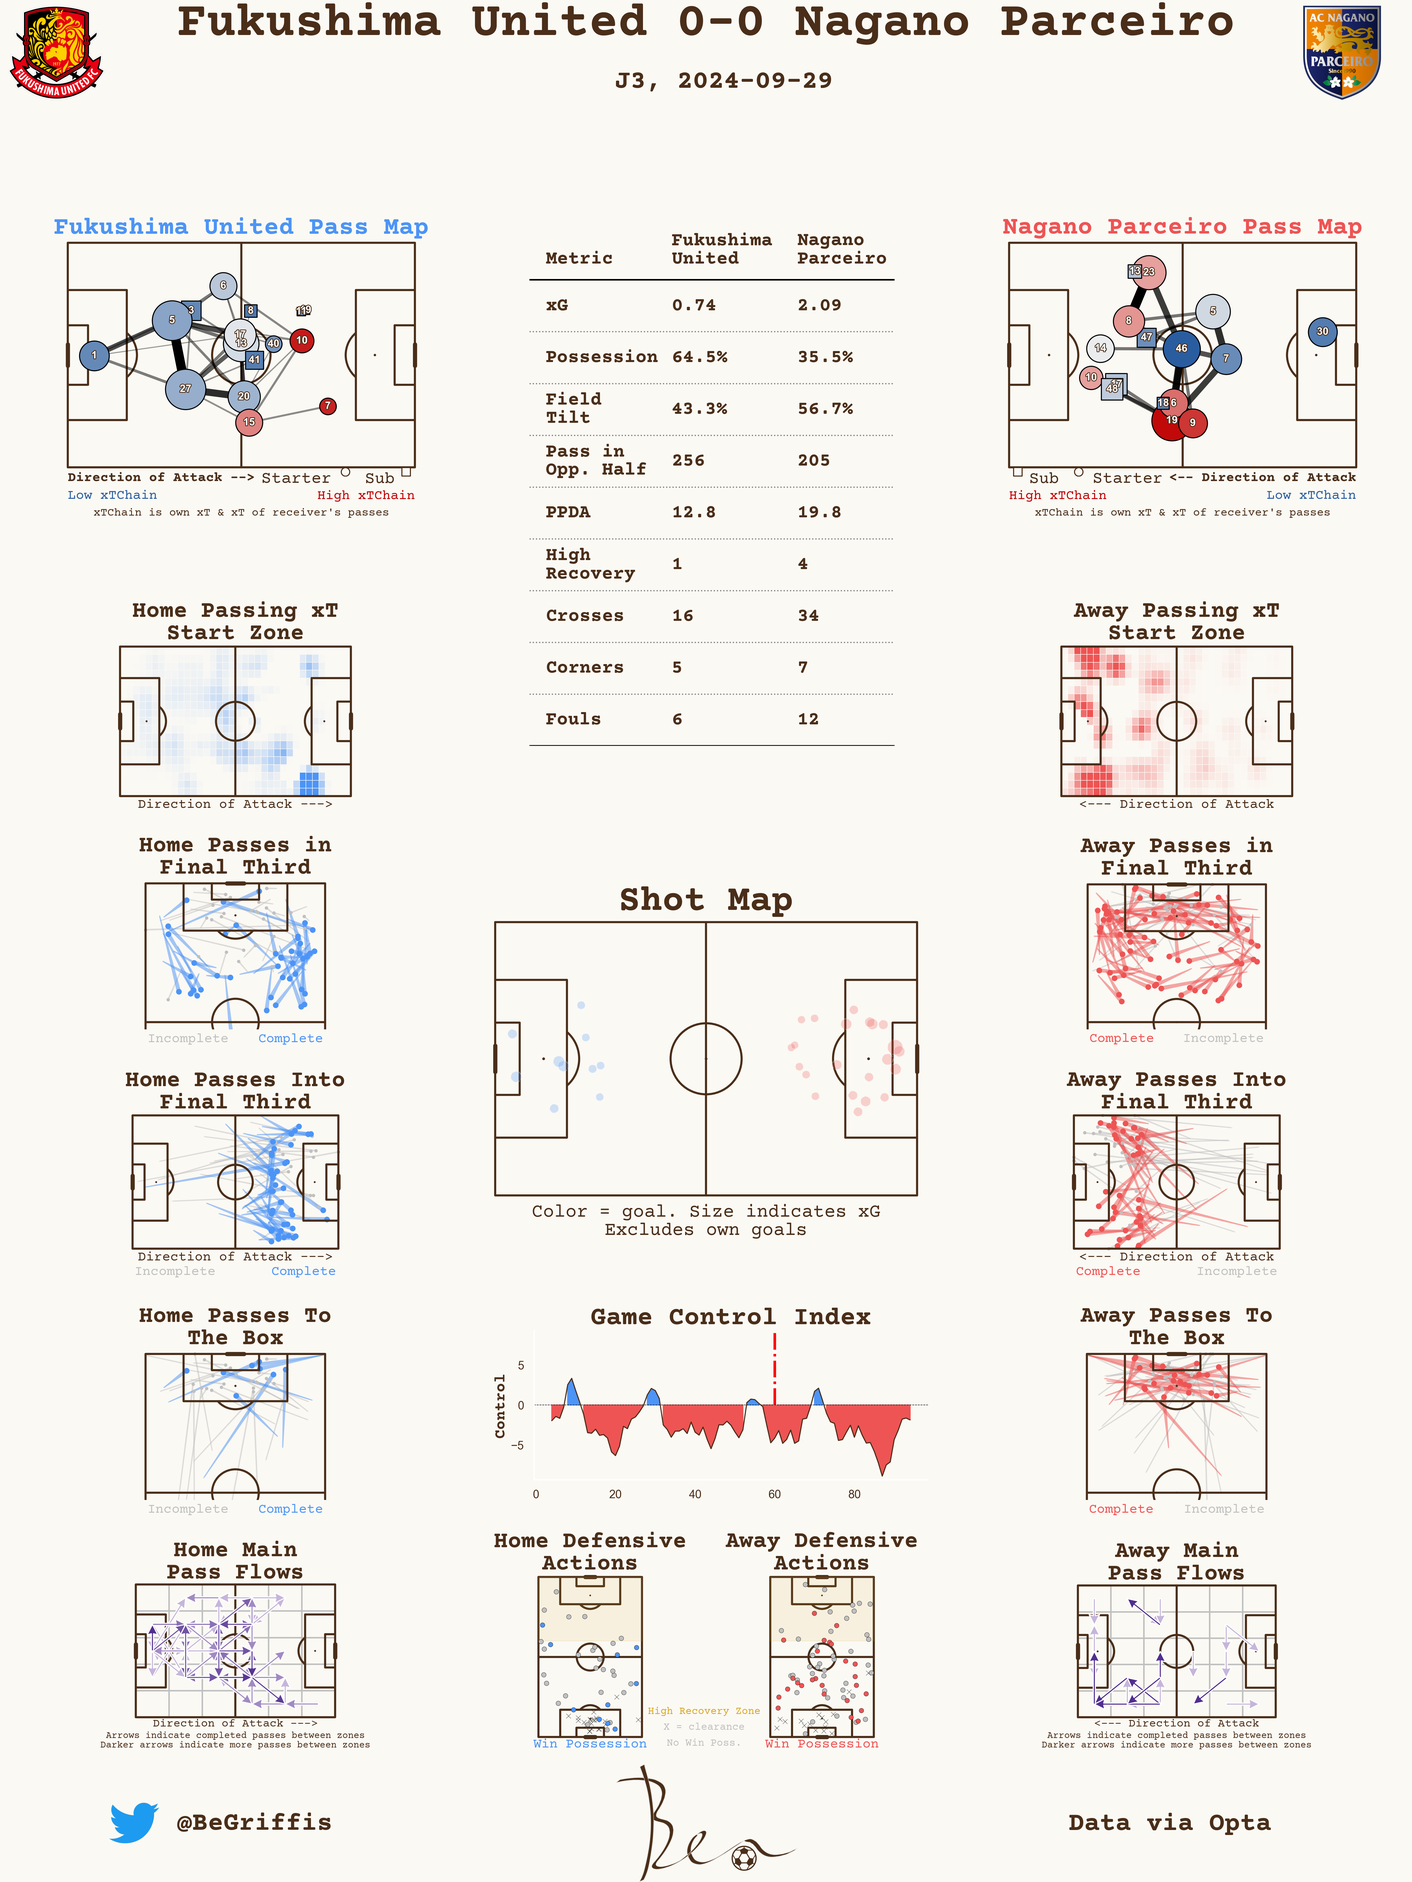 Fukushima United 0-0 Nagano Parceiro
J3, 2024-09-29
FUKUSHIMA UNITED FC
AC NAGANO
PARCEIRO
Fukushima United Pass Map
1
5
3
6
8
17
13
40
41
10
27
20
15
7
Direction of Attack --> Starter Sub
Low xTChain High xTChain
xTChain is own xT & xT of receiver's passes
Metric Fukushima United Nagano Parceiro
xG 0.74 2.09
Possession 64.5% 35.5%
Field Tilt 43.3% 56.7%
Pass in Opp. Half 256 205
PPDA 12.8 19.8
High Recovery 1 4
Crosses 16 34
Corners 5 7
Fouls 6 12
Nagano Parceiro Pass Map
13
23
8
5
30
47
14
46
7
10
17
48
18
6
19
9
Sub Starter <-- Direction of Attack
High xTChain Low xTChain
xTChain is own xT & xT of receiver's passes
Home Passing xT
Start Zone
Direction of Attack --->
Away Passing xT
Start Zone
<--- Direction of Attack
Home Passes in
Final Third
Incomplete Complete
Away Passes in
Final Third
Complete Incomplete
Shot Map
Color = goal. Size indicates xG
Excludes own goals
Home Passes Into
Final Third
Direction of Attack --->
Incomplete Complete
Away Passes Into
Final Third
<--- Direction of Attack
Complete Incomplete
Home Passes To
The Box
Incomplete Complete
Game Control Index
Control
5
0
−5
0 20 40 60 80
Away Passes To
The Box
Complete Incomplete
Home Main
Pass Flows
Direction of Attack --->
Arrows indicate completed passes between zones
Darker arrows indicate more passes between zones
Home Defensive
Actions
Win Possession
High Recovery Zone
X = clearance
No Win Poss.
Away Defensive
Actions
Win Possession
Away Main
Pass Flows
<--- Direction of Attack
Arrows indicate completed passes between zones
Darker arrows indicate more passes between zones
@BeGriffis
Ben
Data via Opta